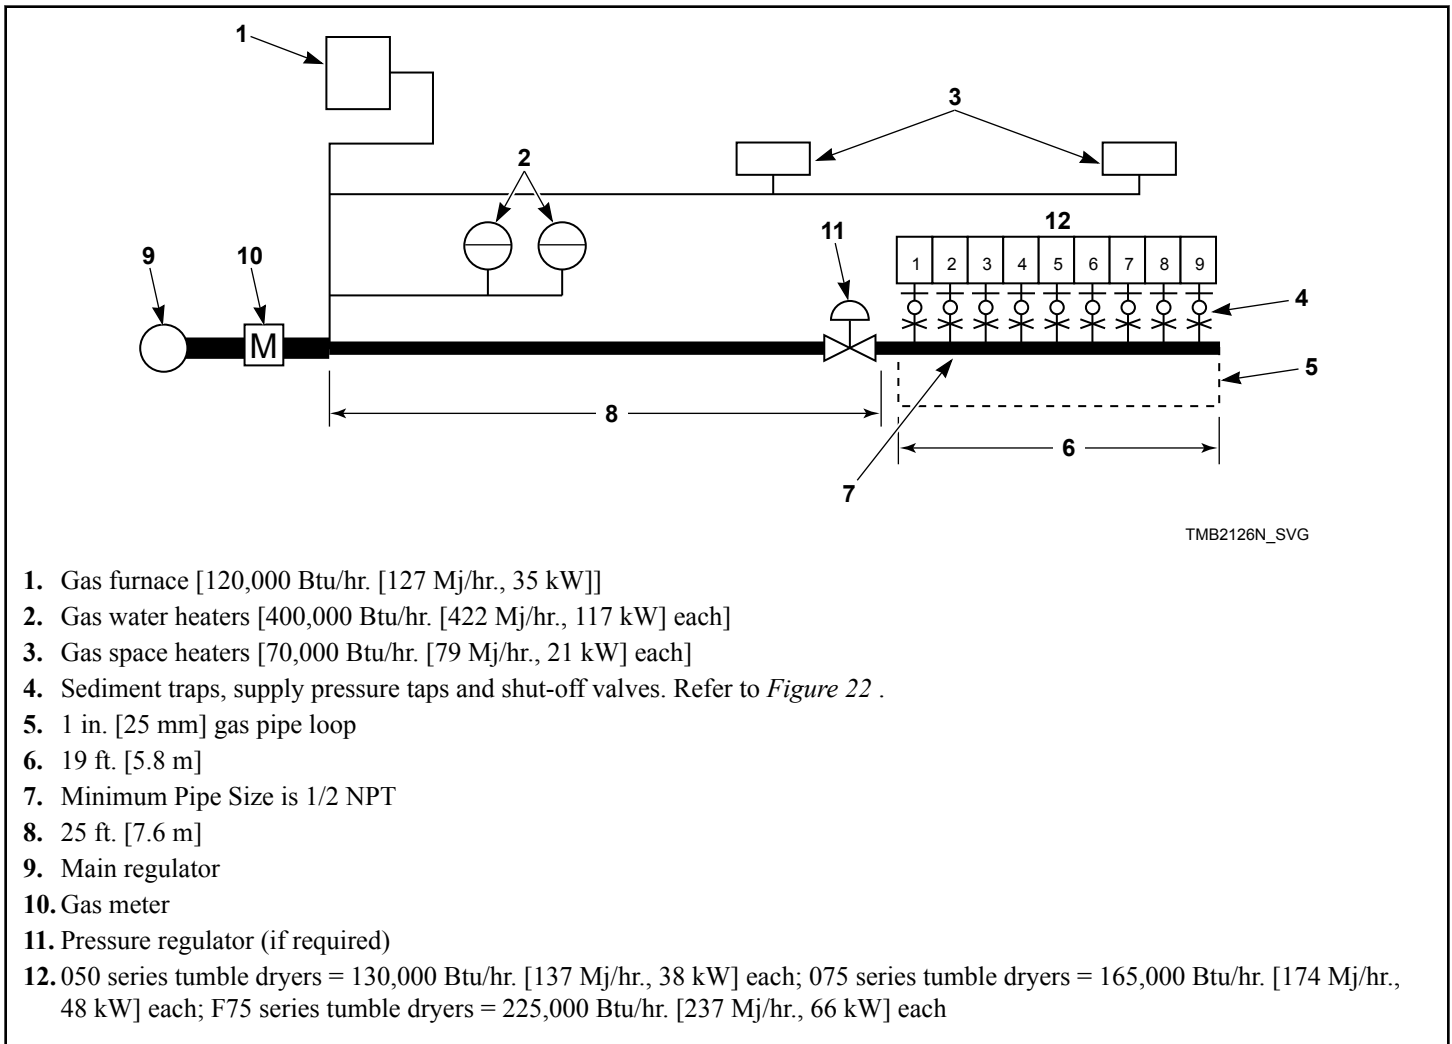 1
3
2
12
11
9
10
1 2 3 4 5 6 7 8 9
4
M
5
8
6
7
TMB2126N_SVG
1. Gas furnace [120,000 Btu/hr. [127 Mj/hr., 35 kW]]
2. Gas water heaters [400,000 Btu/hr. [422 Mj/hr., 117 kW] each]
3. Gas space heaters [70,000 Btu/hr. [79 Mj/hr., 21 kW] each]
4. Sediment traps, supply pressure taps and shut-off valves. Refer to Figure 22 .
5. 1 in. [25 mm] gas pipe loop
6. 19 ft. [5.8 m]
7. Minimum Pipe Size is 1/2 NPT
8. 25 ft. [7.6 m]
9. Main regulator
10. Gas meter
11. Pressure regulator (if required)
12. 050 series tumble dryers = 130,000 Btu/hr. [137 Mj/hr., 38 kW] each; 075 series tumble dryers = 165,000 Btu/hr. [174 Mj/hr.,
48 kW] each; F75 series tumble dryers = 225,000 Btu/hr. [237 Mj/hr., 66 kW] each